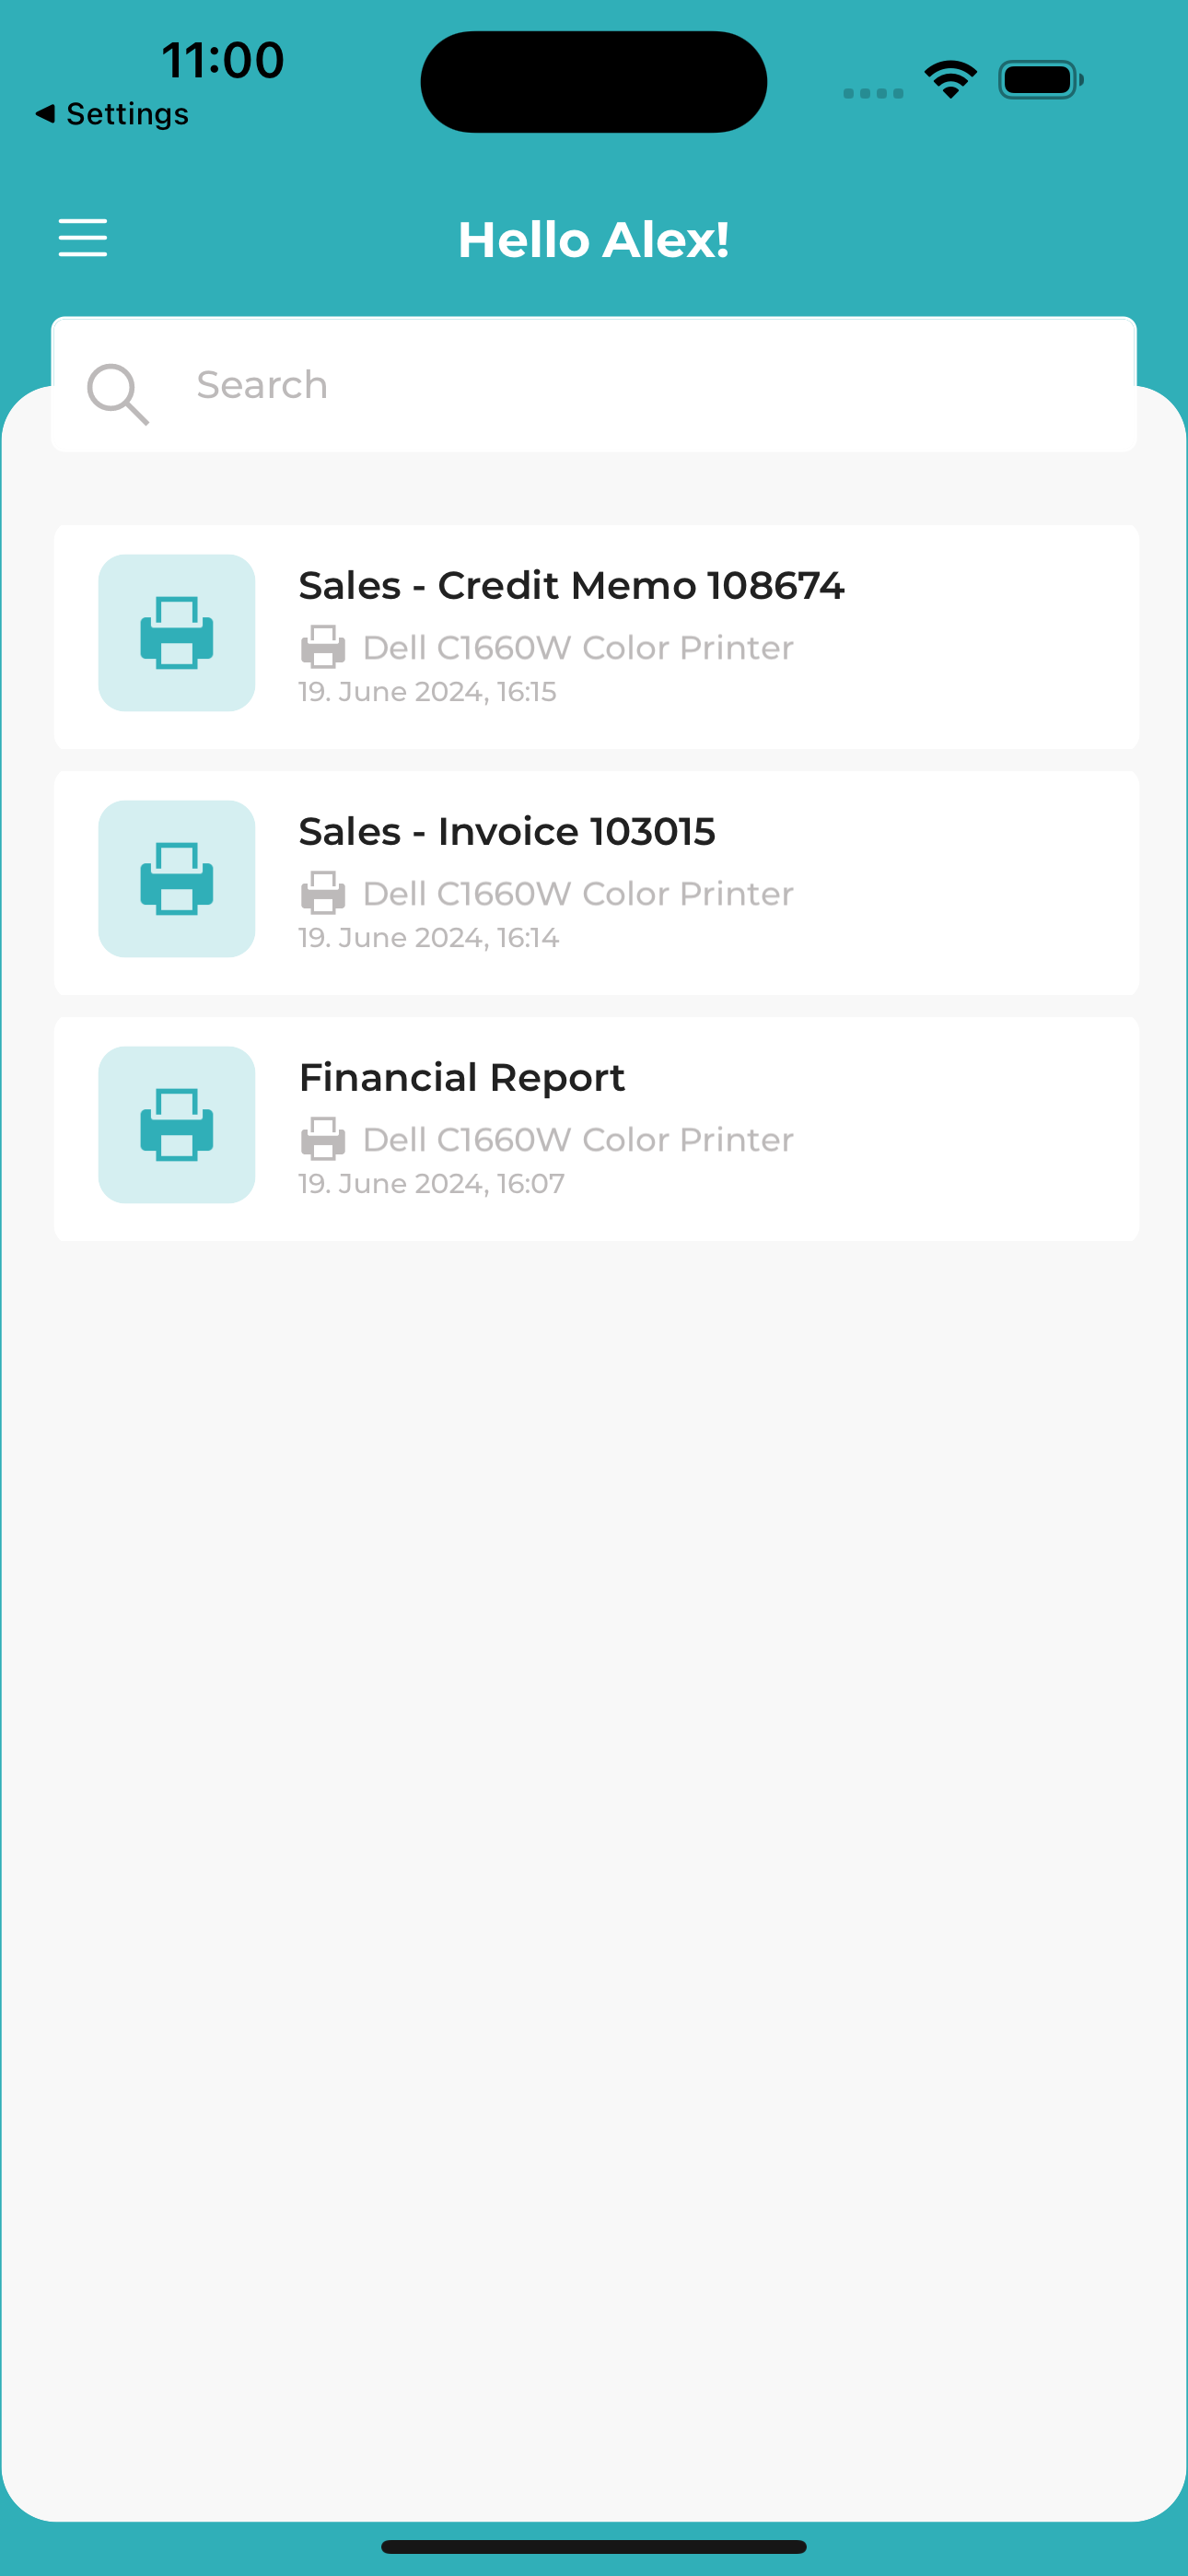 11:00
Settings
Hello Alex!
Search
Sales - Credit Memo 108674
Dell C1660W Color Printer
19. June 2024, 16:15
Sales - Invoice 103015
Dell C1660W Color Printer
19. June 2024, 16:14
Financial Report
Dell C1660W Color Printer
19. June 2024, 16:07